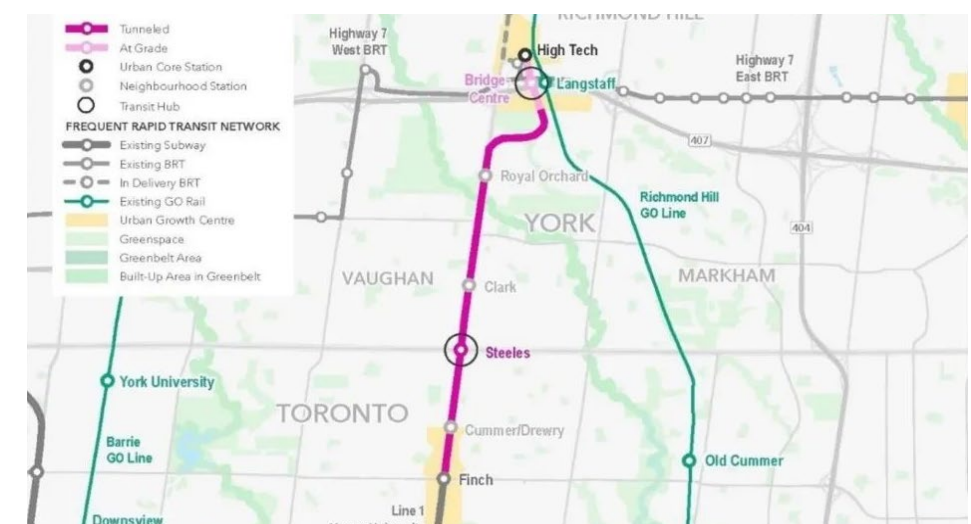 Tunneled
At Grade
Urban Core Station
Neighbourhood Station
Transit Hub
FREQUENT RAPID TRANSIT NETWORK
Existing Subway
Existing BRT
In Delivery BRT
Existing GO Rail
Urban Growth Centre
Greenspace
Greenbelt Area
Built-Up Area in Greenbelt
RICHMOND HILL
Highway 7
West BRT
High Tech
Bridge
Centre
Langstaff
Highway 7
East BRT
407
Royal Orchard
Richmond Hill
GO Line
YORK
404
VAUGHAN
Clark
MARKHAM
Steeles
York University
TORONTO
Cummer/Drewry
Barrie
GO Line
Old Cummer
Finch
Line 1
Downsview